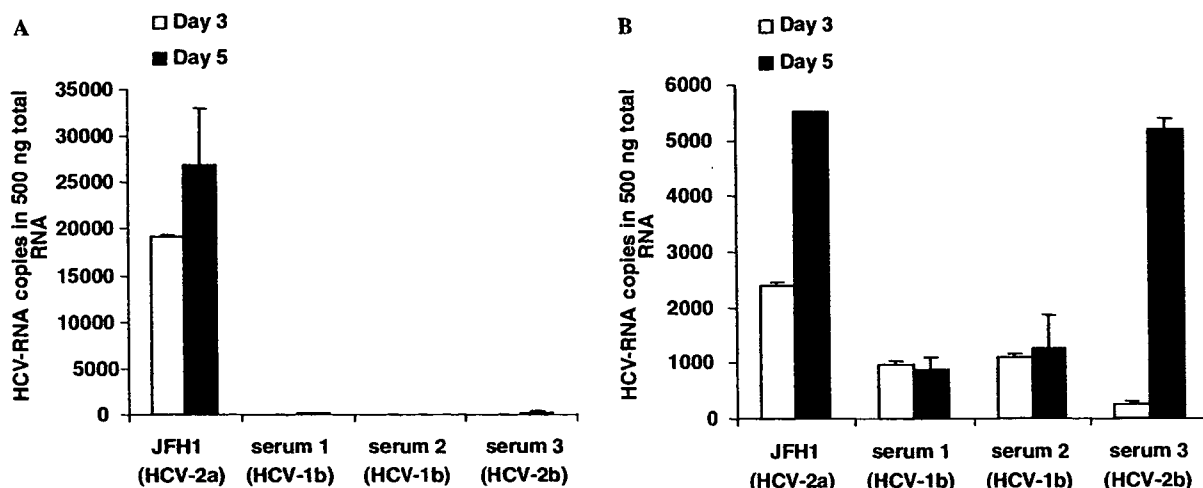 A
Day 3
Day 5
HCV-RNA copies in 500 ng total
RNA
35000
30000
25000
20000
15000
10000
5000
0
JFH1
(HCV-2a)
serum 1
(HCV-1b)
serum 2
(HCV-1b)
serum 3
(HCV-2b)
B
Day 3
Day 5
HCV-RNA copies in 500 ng total
RNA
6000
5000
4000
3000
2000
1000
0
JFH1
(HCV-2a)
serum 1
(HCV-1b)
serum 2
(HCV-1b)
serum 3
(HCV-2b)